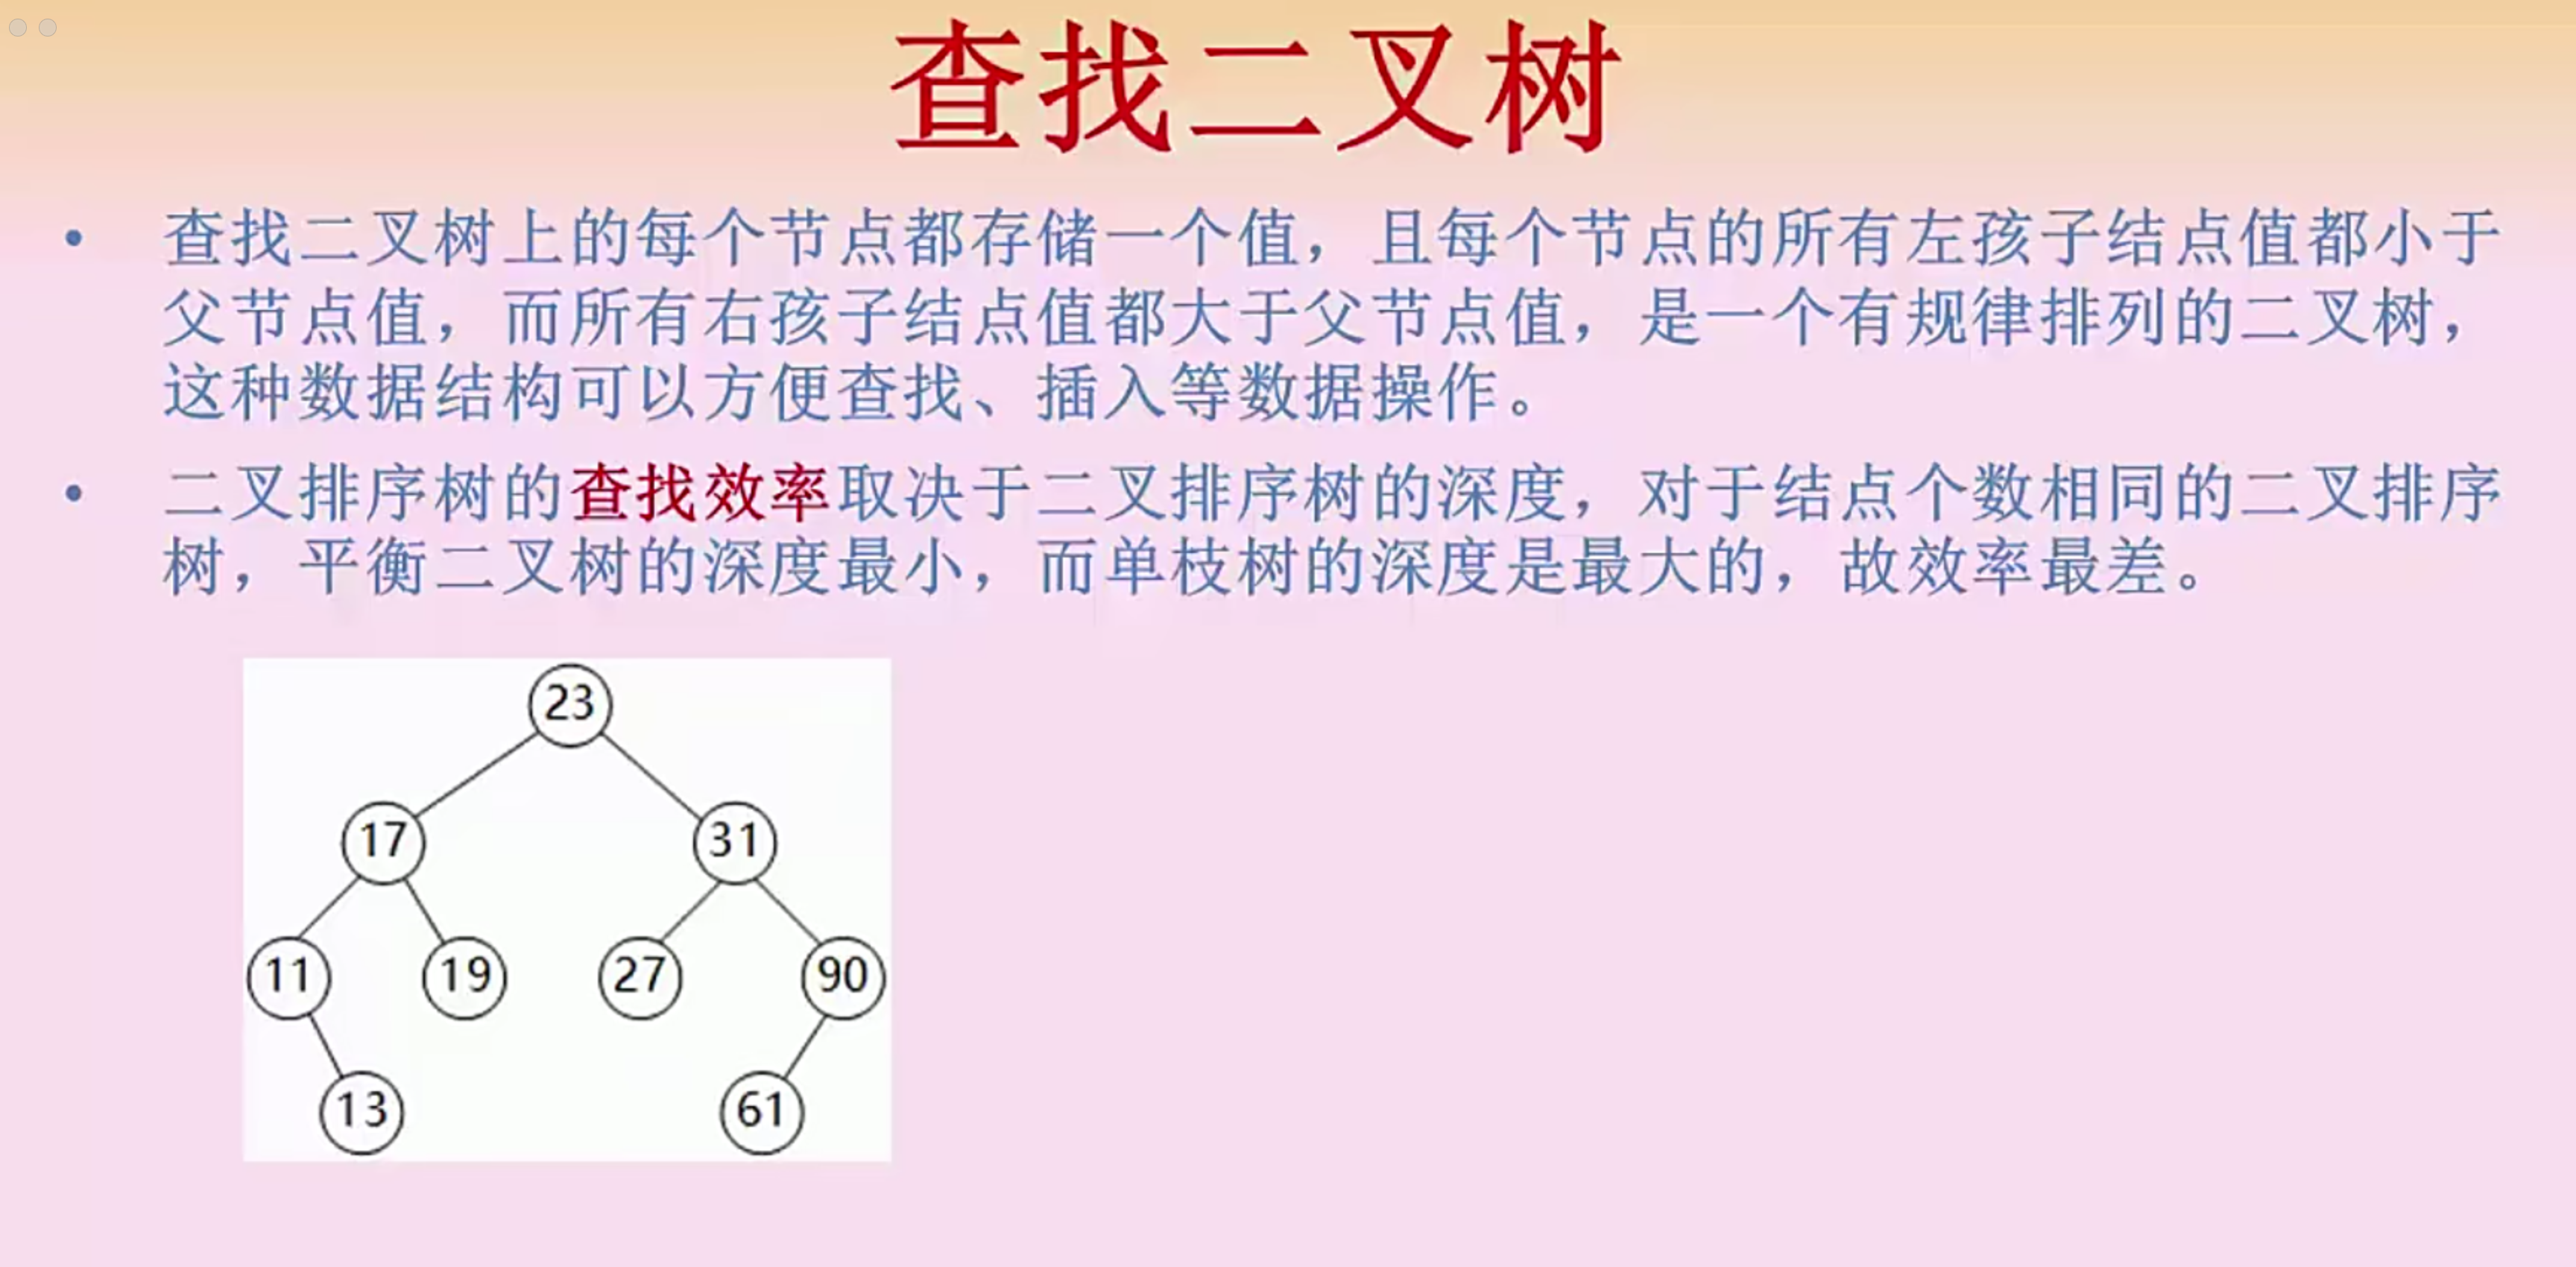 查找二叉树
• 查找二叉树上的每个节点都存储一个值，且每个节点的所有左孩子结点值都小于
父节点值，而所有右孩子结点值都大于父节点值，是一个有规律排列的二叉树，
这种数据结构可以方便查找、插入等数据操作。
• 二叉排序树的查找效率取决于二叉排序树的深度，对于结点个数相同的二叉排序
树，平衡二叉树的深度最小，而单枝树的深度是最大的，故效率最差。
23
17 31
11 19 27 90
13 61